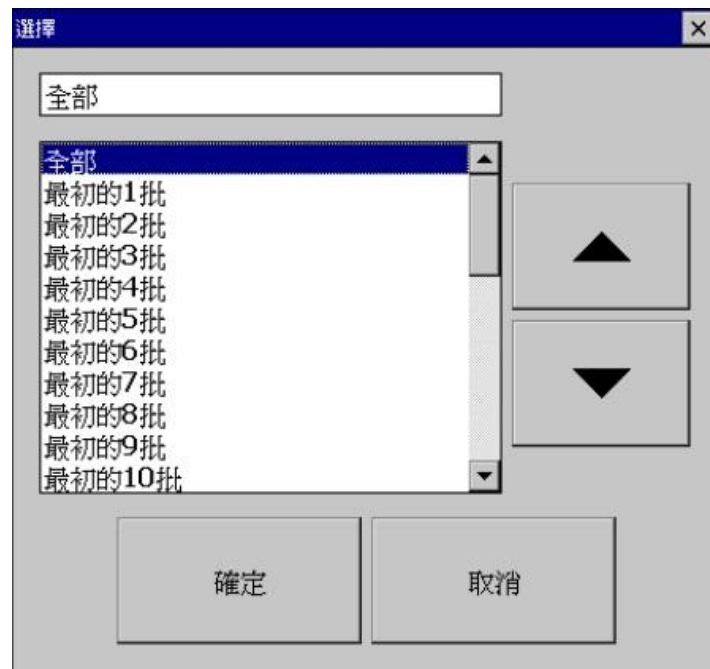 選擇
全部
全部
最初的1批
最初的2批
最初的3批
最初的4批
最初的5批
最初的6批
最初的7批
最初的8批
最初的9批
最初的10批
確定
取消